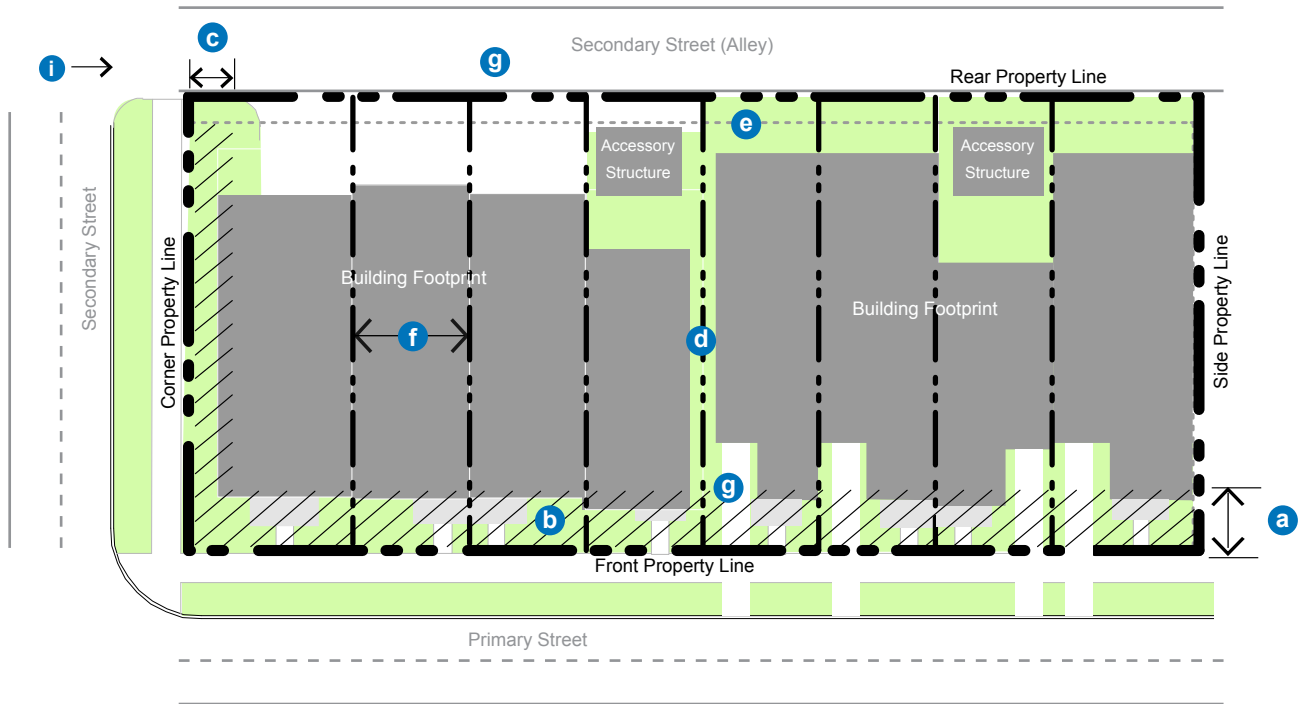 c
Secondary Street (Alley)
i
g
Rear Property Line
e
Accessory
Structure
Accessory
Structure
Secondary Street
Corner Property Line
Building Footprint
Building Footprint
Side Property Line
f
d
g
b
a
Front Property Line
Primary Street